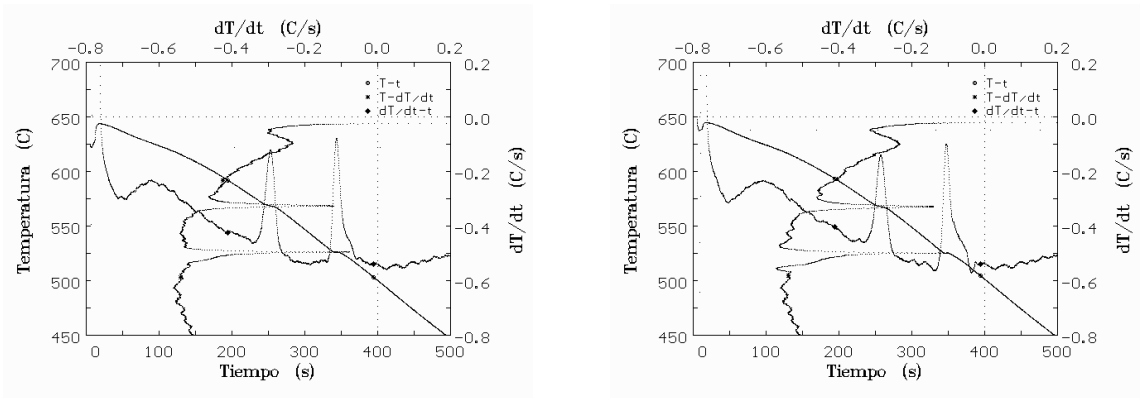 dT/dt (C/s)
-0.8 -0.6 -0.4 -0.2 -0.0 0.2
700 650 600 550 500 450
Temperatura (C)
T-t
T-dT/dt
dT/dt-t
0.2 0.0 -0.2 -0.4 -0.6 -0.8
dT/dt (C/s)
0 100 200 300 400 500
Tiempo (s)
dT/dt (C/s)
-0.8 -0.6 -0.4 -0.2 -0.0 0.2
700 650 600 550 500 450
Temperatura (C)
T-t
T-dT/dt
dT/dt-t
0.2 0.0 -0.2 -0.4 -0.6 -0.8
dT/dt (C/s)
0 100 200 300 400 500
Tiempo (s)